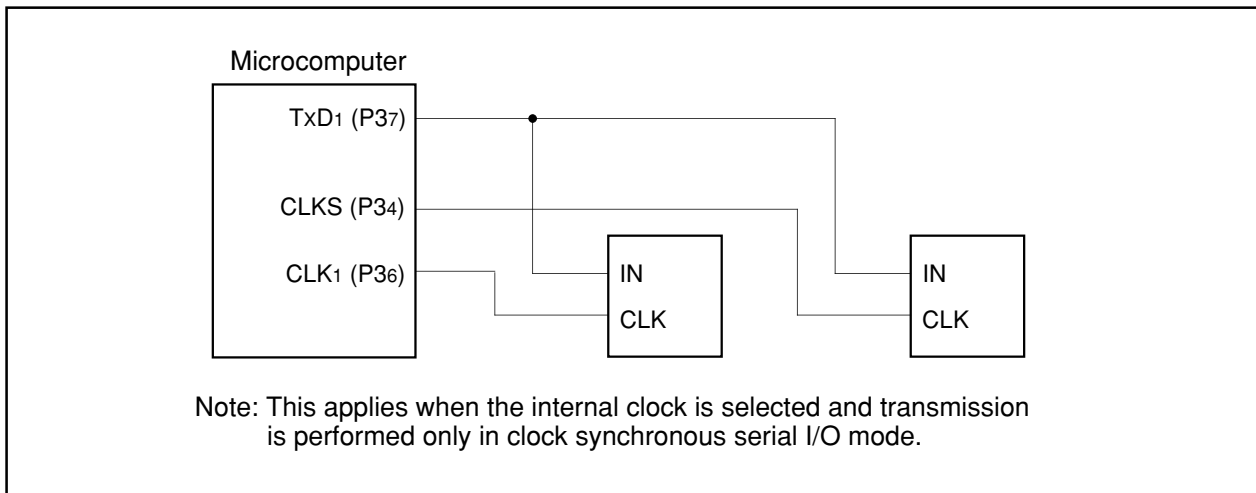 Microcomputer
TxD1 (P37)
CLKS (P34)
CLK1 (P36)
IN
CLK
IN
CLK
Note: This applies when the internal clock is selected and transmission
is performed only in clock synchronous serial I/O mode.